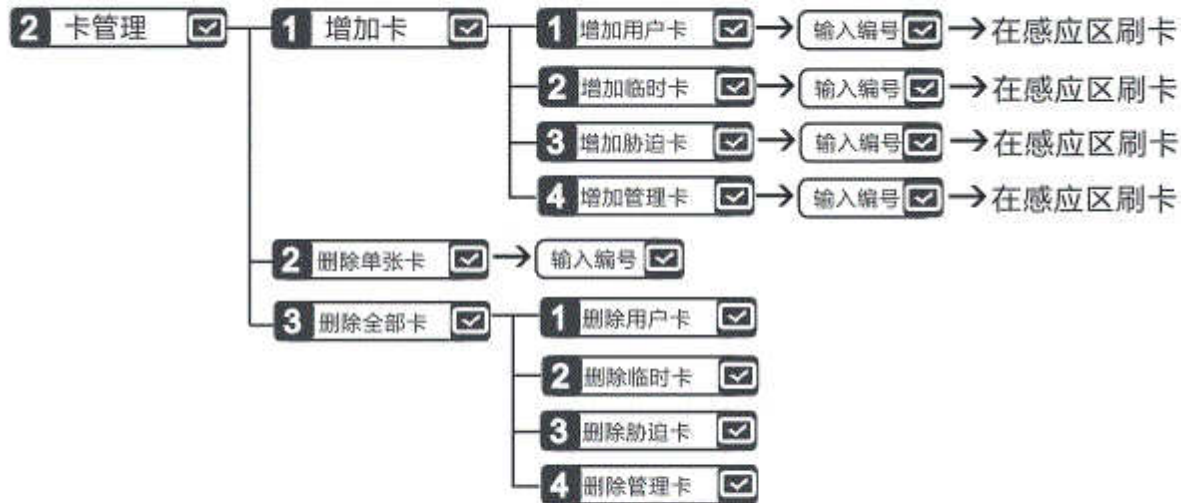 2 卡管理 1 增加卡 1 增加用户卡 输入编号 在感应区刷卡
2 增加临时卡 输入编号 在感应区刷卡
3 增加胁迫卡 输入编号 在感应区刷卡
4 增加管理卡 输入编号 在感应区刷卡
2 删除单张卡 输入编号
3 删除全部卡 1 删除用户卡
2 删除临时卡
3 删除胁迫卡
4 删除管理卡